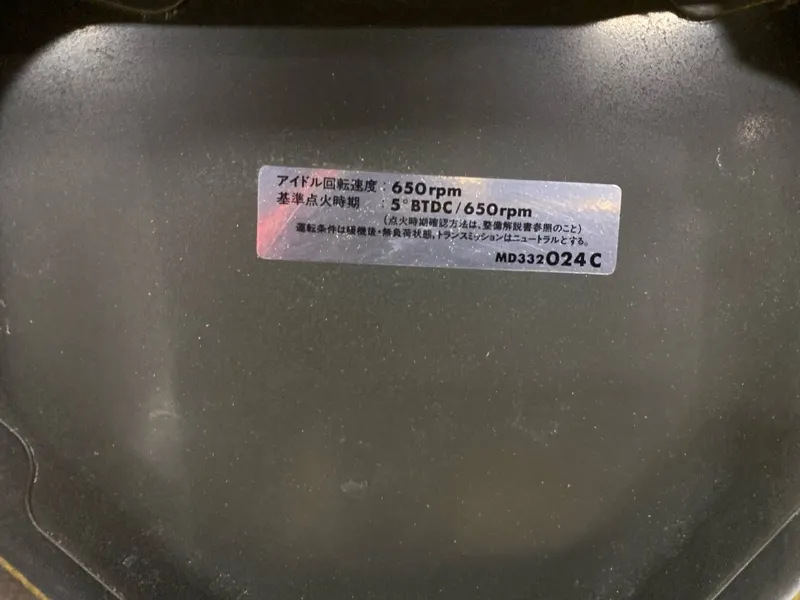 アイドル回転速度 : 650rpm
基準点火時期 : 5°BTDC/650rpm
(点火時期確認方法は、整備解説書参照のこと)
運転条件は暖機後・無負荷状態、トランスミッションはニュートラルとする。
MD332024C